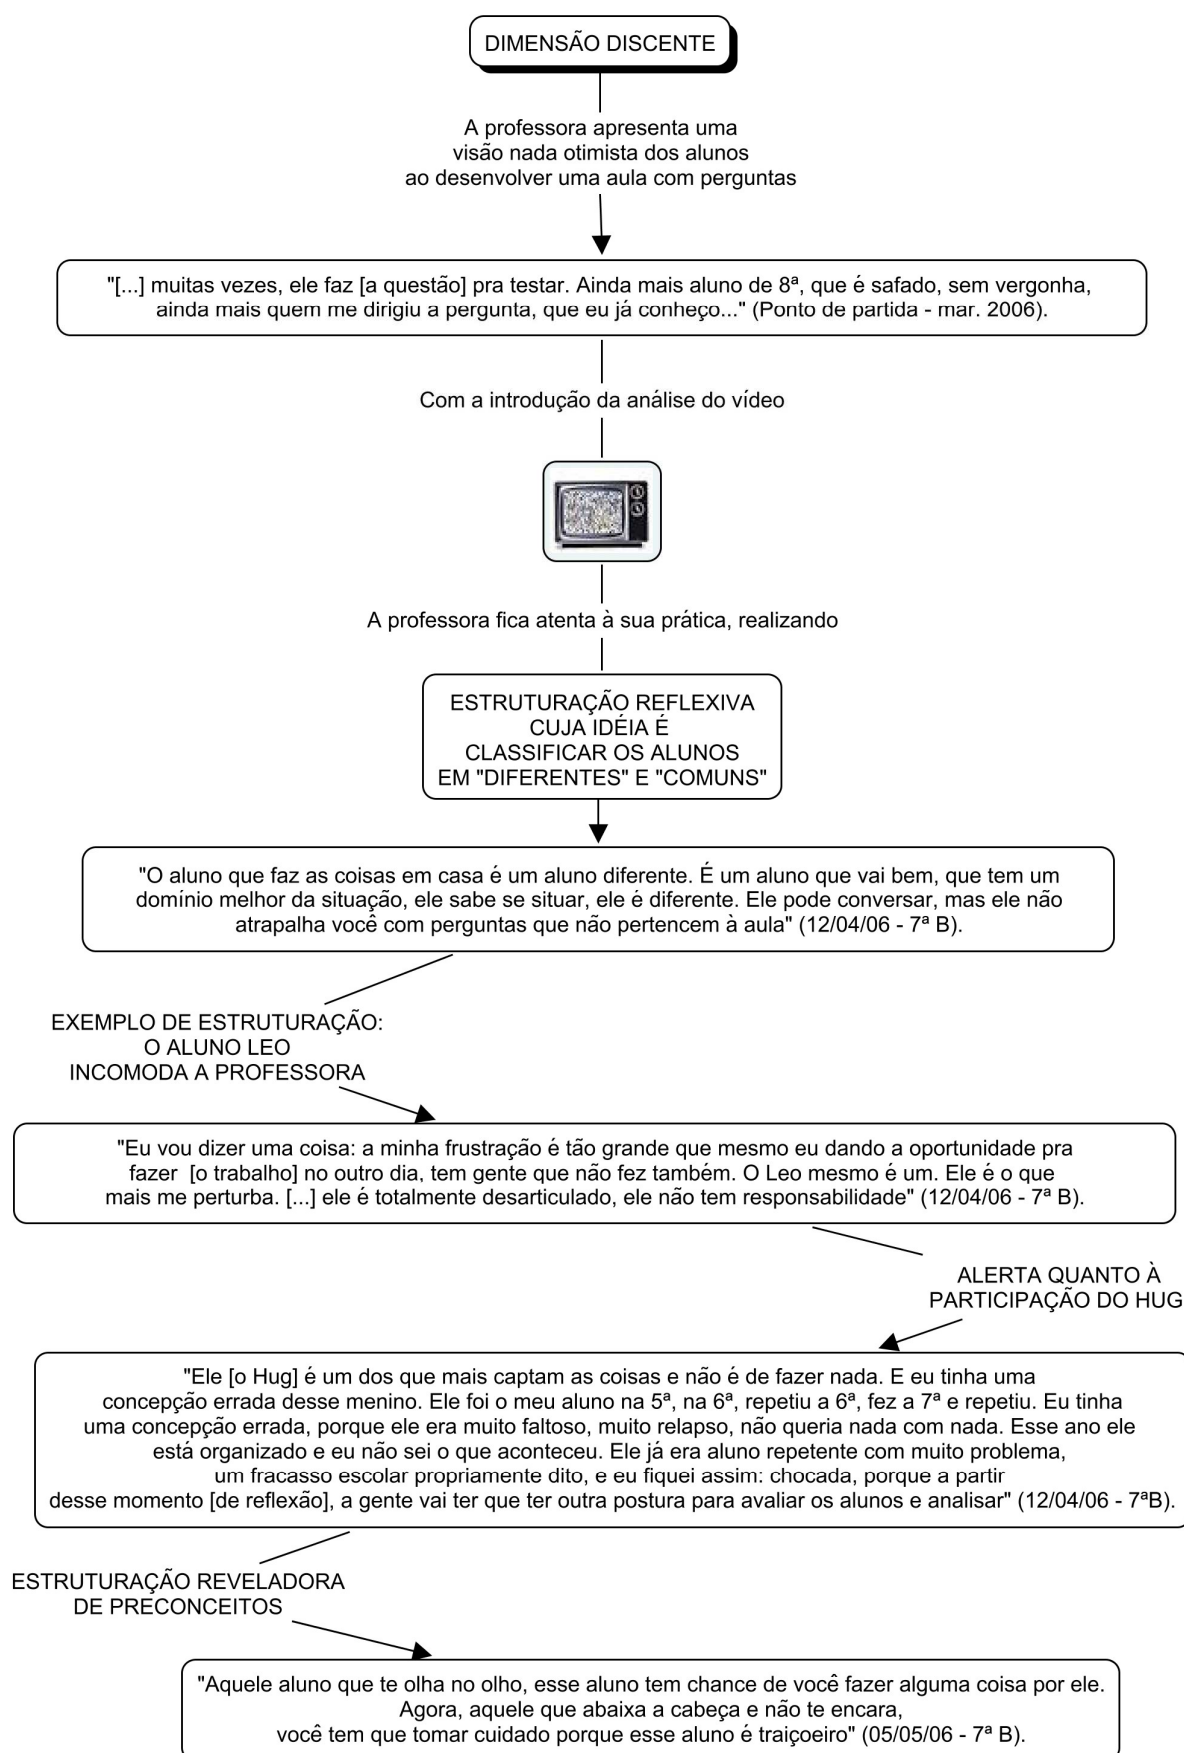 DIMENSÃO DISCENTE
A professora apresenta uma
visão nada otimista dos alunos
ao desenvolver uma aula com perguntas
"[...] muitas vezes, ele faz [a questão] pra testar. Ainda mais aluno de 8ª, que é safado, sem vergonha,
ainda mais quem me dirigiu a pergunta, que eu já conheço..." (Ponto de partida - mar. 2006).
Com a introdução da análise do vídeo
A professora fica atenta à sua prática, realizando
ESTRUTURAÇÃO REFLEXIVA
CUJA IDÉIA É
CLASSIFICAR OS ALUNOS
EM "DIFERENTES" E "COMUNS"
"O aluno que faz as coisas em casa é um aluno diferente. É um aluno que vai bem, que tem um
domínio melhor da situação, ele sabe se situar, ele é diferente. Ele pode conversar, mas ele não
atrapalha você com perguntas que não pertencem à aula" (12/04/06 - 7ª B).
EXEMPLO DE ESTRUTURAÇÃO:
O ALUNO LEO
INCOMODA A PROFESSORA
"Eu vou dizer uma coisa: a minha frustração é tão grande que mesmo eu dando a oportunidade pra
fazer [o trabalho] no outro dia, tem gente que não fez também. O Leo mesmo é um. Ele é o que
mais me perturba. [...] ele é totalmente desarticulado, ele não tem responsabilidade" (12/04/06 - 7ª B).
ALERTA QUANTO À
PARTICIPAÇÃO DO HUG
"Ele [o Hug] é um dos que mais captam as coisas e não é de fazer nada. E eu tinha uma
concepção errada desse menino. Ele foi o meu aluno na 5ª, na 6ª, repetiu a 6ª, fez a 7ª e repetiu. Eu tinha
uma concepção errada, porque ele era muito faltoso, muito relapso, não queria nada com nada. Esse ano ele
está organizado e eu não sei o que aconteceu. Ele já era aluno repetente com muito problema,
um fracasso escolar propriamente dito, e eu fiquei assim: chocada, porque a partir
desse momento [de reflexão], a gente vai ter que ter outra postura para avaliar os alunos e analisar" (12/04/06 - 7ªB).
ESTRUTURAÇÃO REVELADORA
DE PRECONCEITOS
"Aquele aluno que te olha no olho, esse aluno tem chance de você fazer alguma coisa por ele.
Agora, aquele que abaixa a cabeça e não te encara,
você tem que tomar cuidado porque esse aluno é traiçoeiro" (05/05/06 - 7ª B).